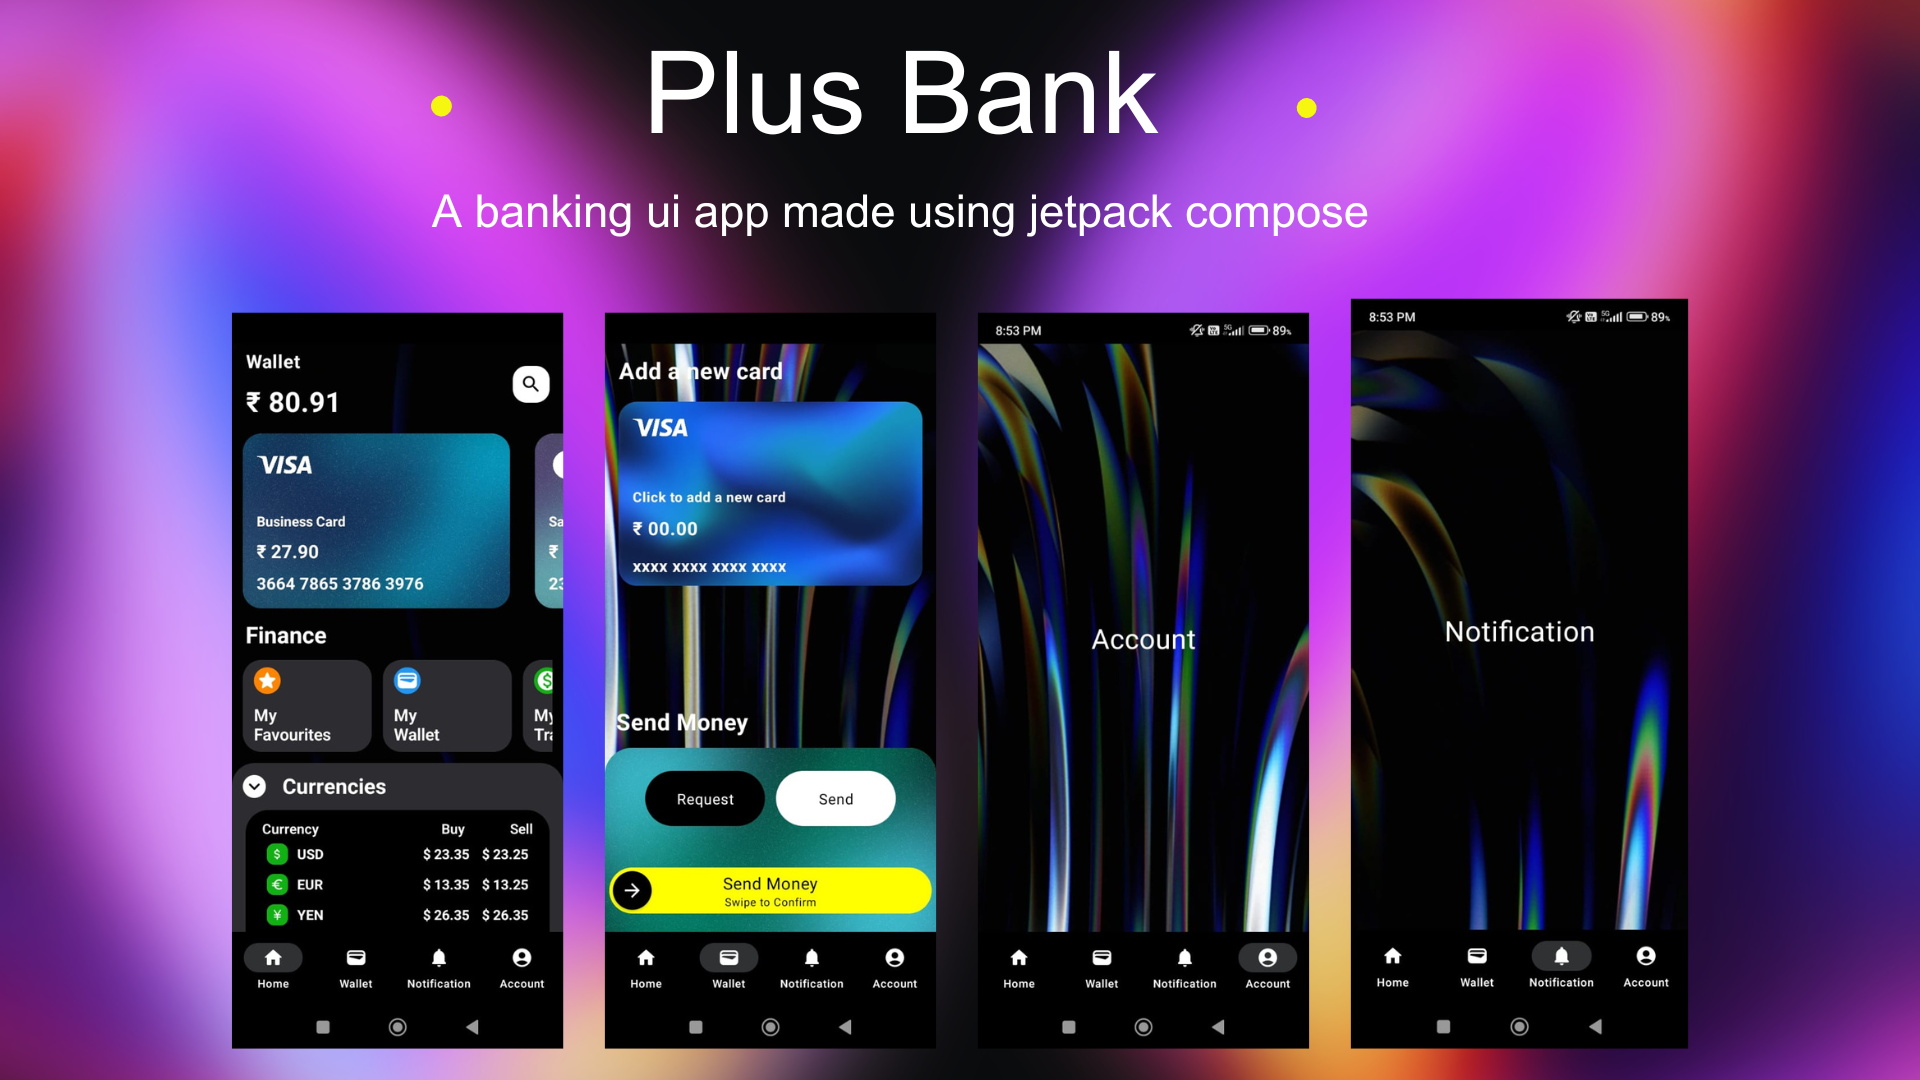 Plus Bank
A banking ui app made using jetpack compose
Wallet
₹ 80.91
VISA
Business Card
₹ 27.90
3664 7865 3786 3976
Sa
₹
23
Finance
My
Favourites
My
Wallet
My
Tra
Currencies
Currency Buy Sell
$ USD $ 23.35 $ 23.25
€ EUR $ 13.35 $ 13.25
¥ YEN $ 26.35 $ 26.35
Home Wallet Notification Account
Add a new card
VISA
Click to add a new card
₹ 00.00
xxxx xxxx xxxx xxxx
Send Money
Request Send
Send Money
Swipe to Confirm
Home Wallet Notification Account
8:53 PM 5G 89%
Account
Home Wallet Notification Account
8:53 PM 5G 89%
Notification
Home Wallet Notification Account